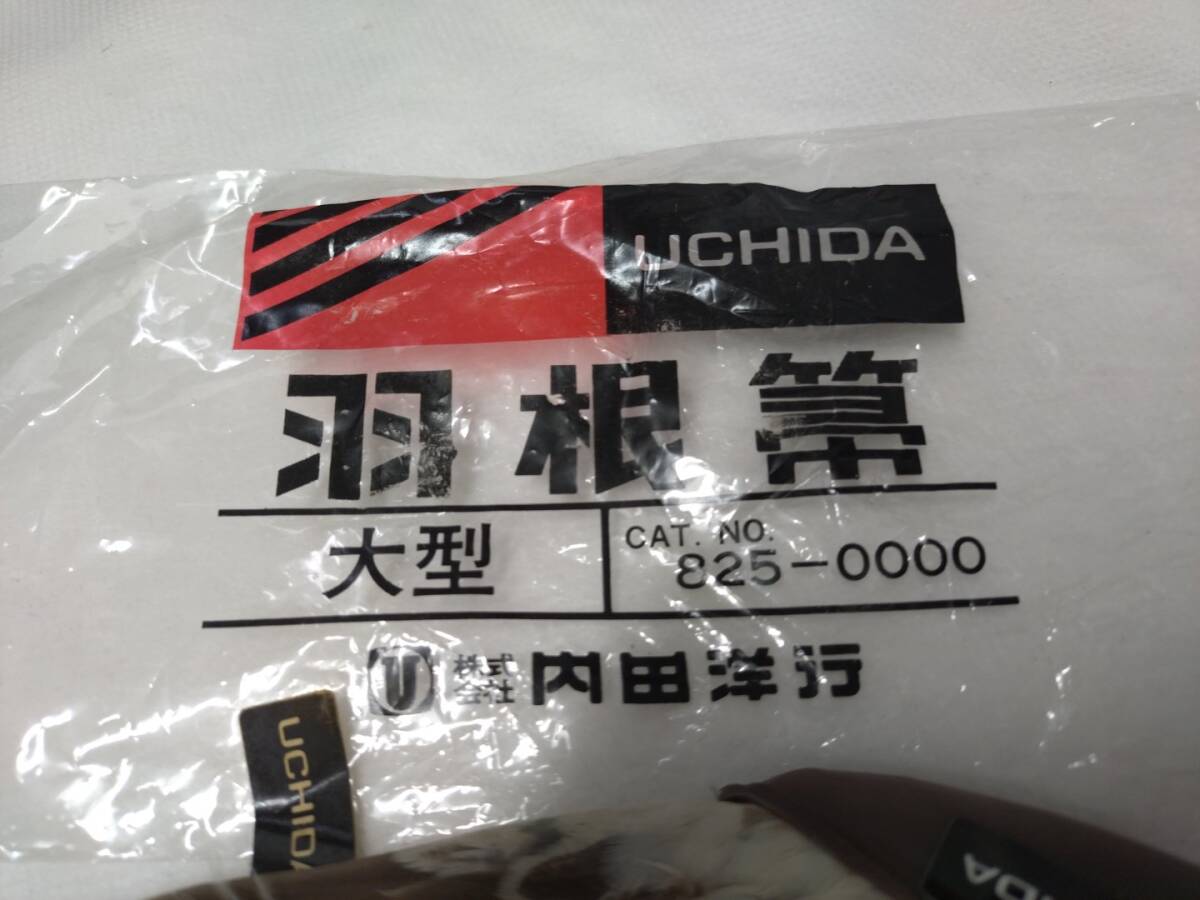 UCHIDA
羽根箒
大型
CAT. NO.
825-0000
株式会社 内田洋行
UCHIDA
IDA